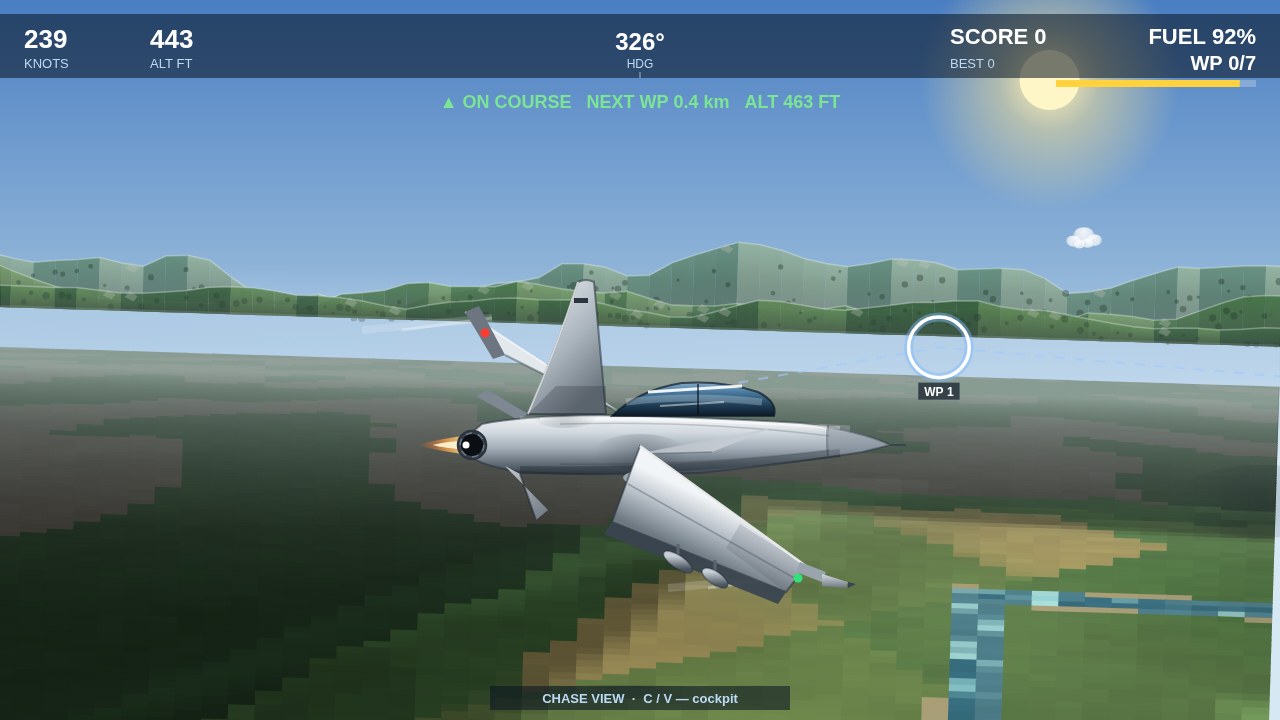 239
KNOTS
443
ALT FT
326°
HDG
SCORE 0
BEST 0
FUEL 92%
WP 0/7
▲ ON COURSE NEXT WP 0.4 km ALT 463 FT
WP 1
CHASE VIEW · C / V — cockpit